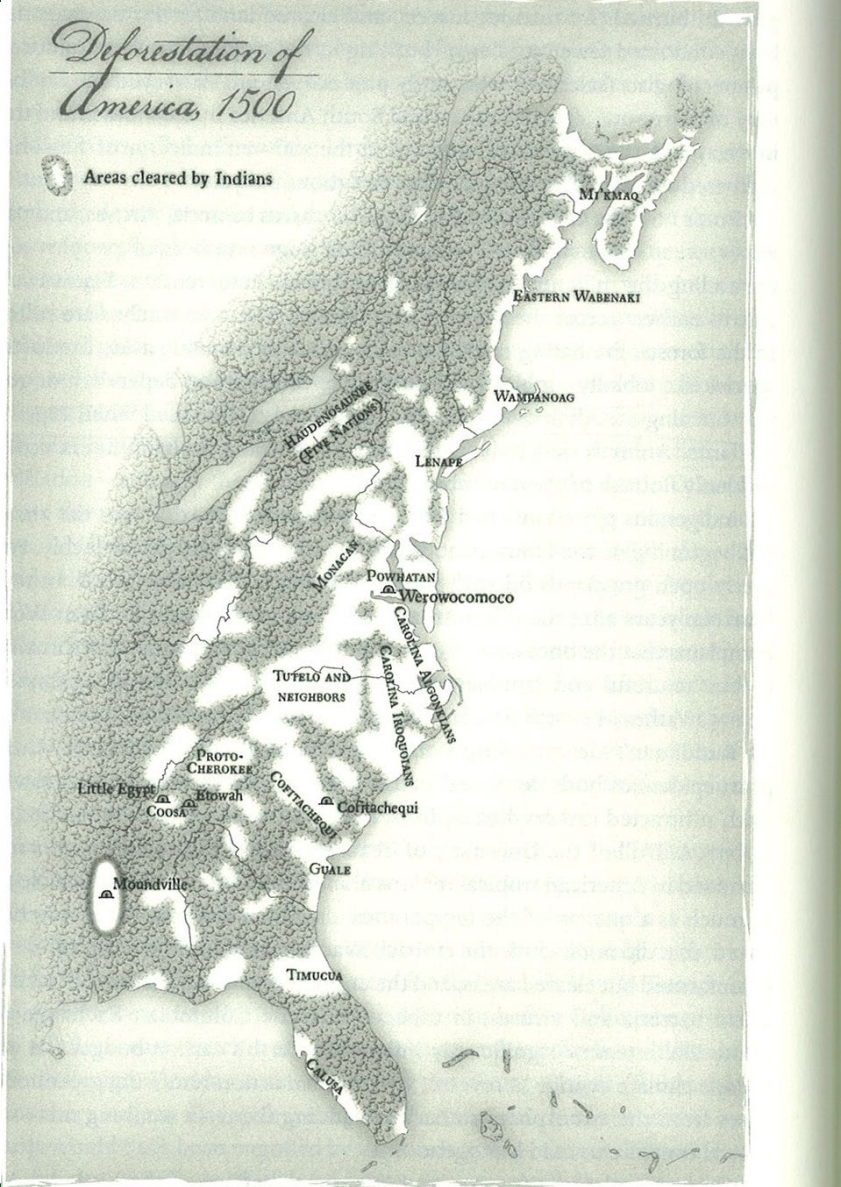 Deforestation of
America, 1500
Areas cleared by Indians
MI'KMAQ
EASTERN WABENAKI
WAMPANOAG
HAUDENOSAUNEE
(FIVE NATIONS)
LENAPE
MONACAN
POWHATAN
Werowocomoco
CAROLINA ALGONKIANS
CAROLINA IROQUOIANS
TUTELO AND
NEIGHBORS
PROTO-
CHEROKEE
Little Egypt
Etowah
COOSA
COFITACHEQUI
Cofitachequi
GUALE
Moundville
TIMUCUA
CALUSA